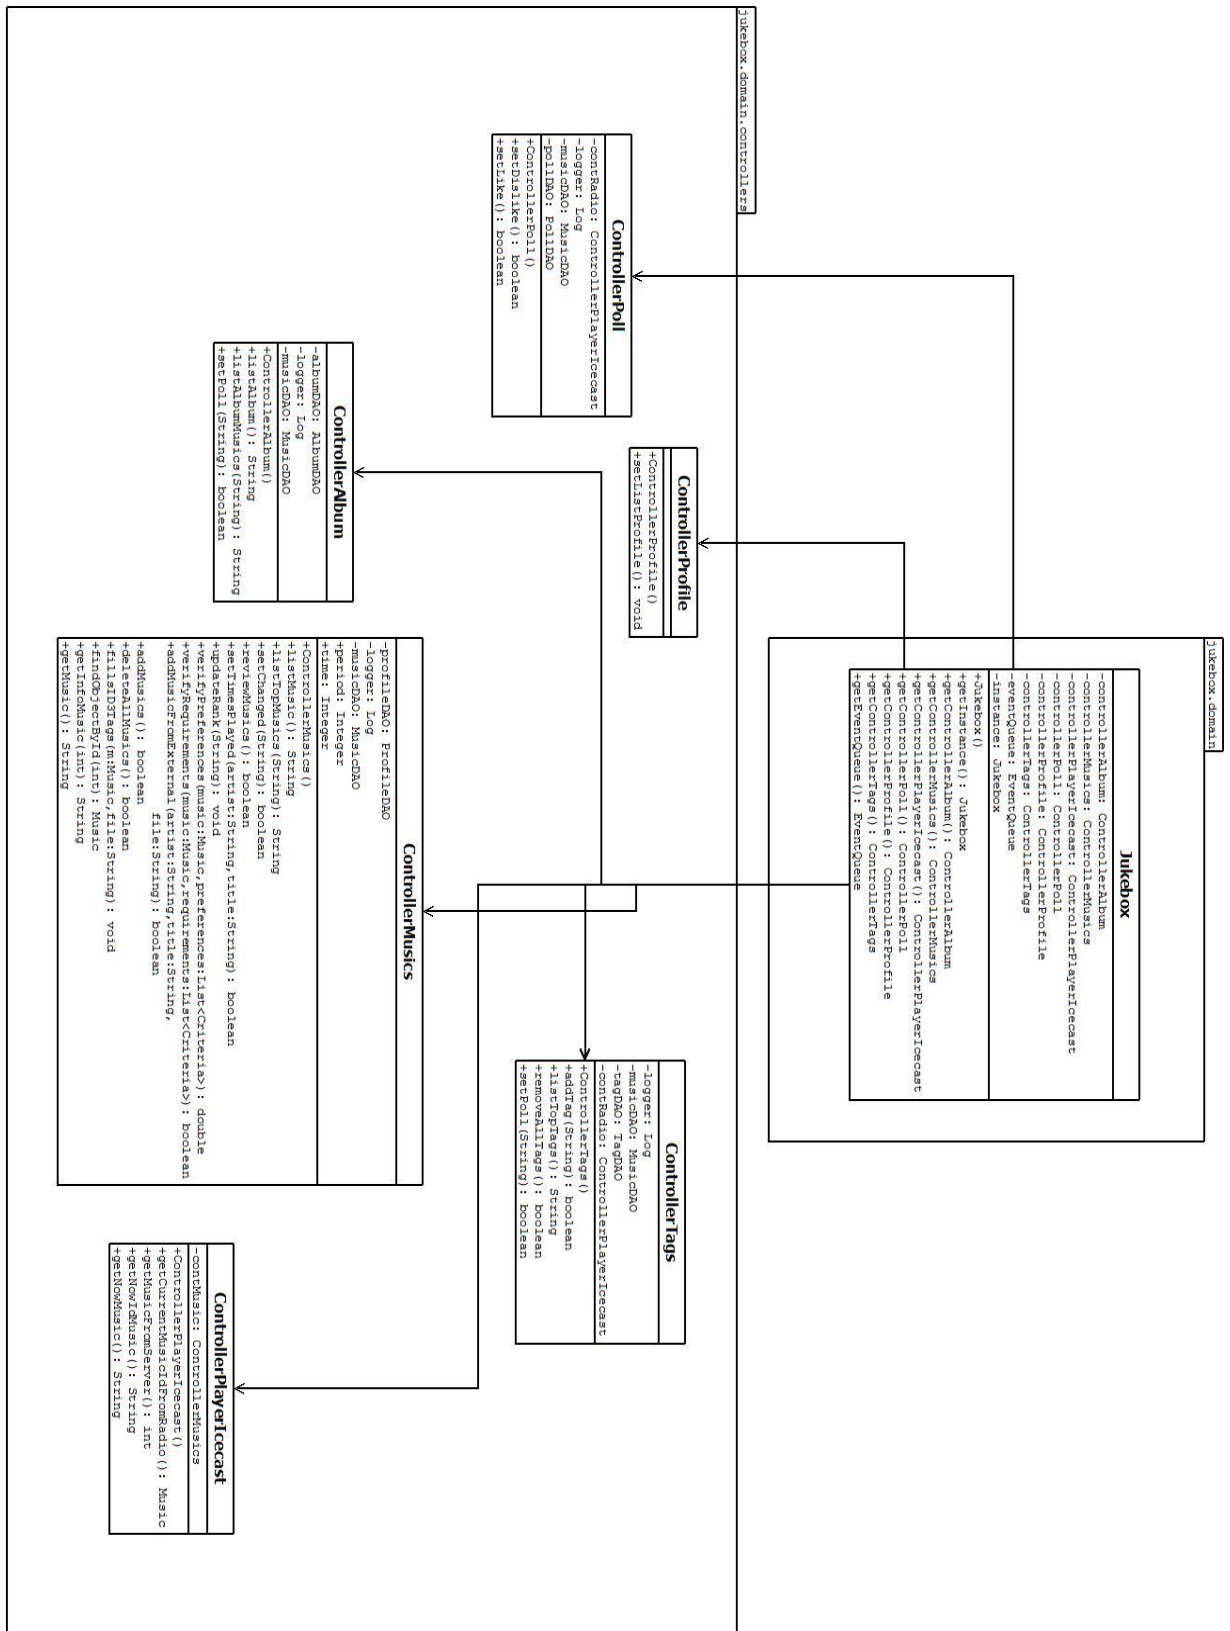 jukebox.domain
Jukebox
-controllerAlbum: ControllerAlbum
-controllerMusics: ControllerMusics
-controllerPlayerIcecast: ControllerPlayerIcecast
-controllerPoll: ControllerPoll
-controllerProfile: ControllerProfile
-controllerTags: ControllerTags
-eventQueue: EventQueue
-instance: Jukebox
+Jukebox()
+getInstance(): Jukebox
+getControllerAlbum(): ControllerAlbum
+getControllerMusics(): ControllerMusics
+getControllerPlayerIcecast(): ControllerPlayerIcecast
+getControllerPoll(): ControllerPoll
+getControllerProfile(): ControllerProfile
+getControllerTags(): ControllerTags
+getEventQueue(): EventQueue
jukebox.domain.controllers
ControllerPoll
-contRadio: ControllerPlayerIcecast
-logger: Log
-musicDAO: MusicDAO
-pollDAO: PollDAO
+ControllerPoll()
+setDislike(): boolean
+setLike(): boolean
ControllerProfile
+ControllerProfile()
+setListProfile(): void
ControllerTags
-logger: Log
-musicDAO: MusicDAO
-tagDAO: TagDAO
-contRadio: ControllerPlayerIcecast
+ControllerTags()
+addTag(String): boolean
+listTopTags(): String
+removeAllTags(): boolean
+setPoll(String): boolean
ControllerAlbum
-albumDAO: AlbumDAO
-logger: Log
-musicDAO: MusicDAO
+ControllerAlbum()
+listAlbum(): String
+listAlbumMusics(String): String
+setPoll(String): boolean
ControllerMusics
-profileDAO: ProfileDAO
-logger: Log
-musicDAO: MusicDAO
+period: Integer
+time: Integer
+ControllerMusics()
+listMusic(): String
+listTopMusics(String): String
+setChanged(String): boolean
+reviewMusics(): boolean
+setTimesPlayed(artist:String,title:String): boolean
+updateRank(String): void
+verifyPreferences(music:Music,preferences:List<Criteria>): double
+verifyRequirements(music:Music,requirements:List<Criteria>): boolean
+addMusicFromExternal(artist:String,title:String,
file:String): boolean
+addMusics(): boolean
+deleteAllMusics(): boolean
+fillsID3Tags(m:Music,file:String): void
+findObjectById(int): Music
+getInfoMusic(int): String
+getMusic(): String
ControllerPlayerIcecast
-contMusic: ControllerMusics
+ControllerPlayerIcecast()
+getCurrentMusicIdFromRadio(): Music
+getMusicFromServer(): int
+getNowIdMusic(): String
+getNowMusic(): String